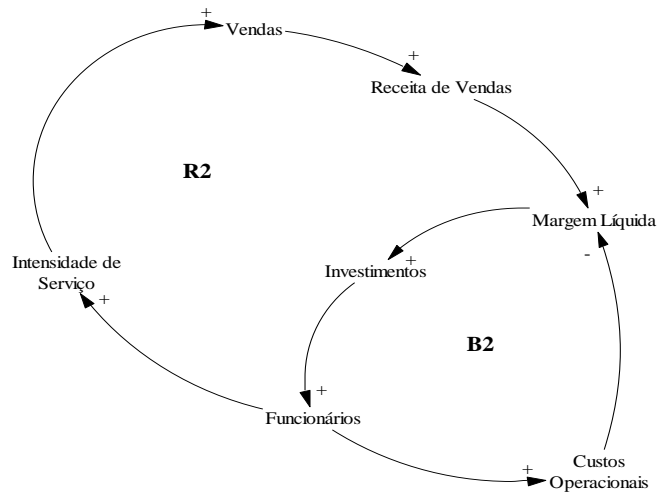 +
Vendas
+
Receita de Vendas
R2
+
Margem Líquida
-
Intensidade de
Serviço
+
Investimentos
+
B2
+
Funcionários
+
Custos
Operacionais